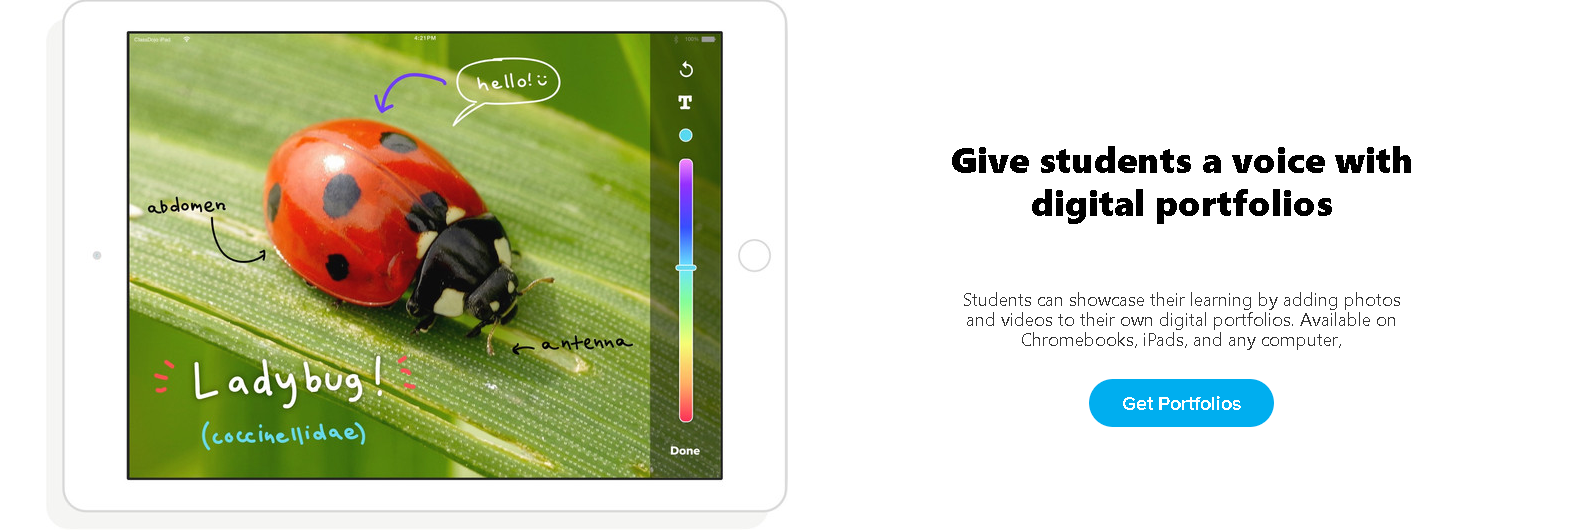 ClassDojo iPad
4:21 PM
100%
hello!
T
abdomen
antenna
Ladybug!
(coccinellidae)
Done
Give students a voice with
digital portfolios
Students can showcase their learning by adding photos
and videos to their own digital portfolios. Available on
Chromebooks, iPads, and any computer,
Get Portfolios